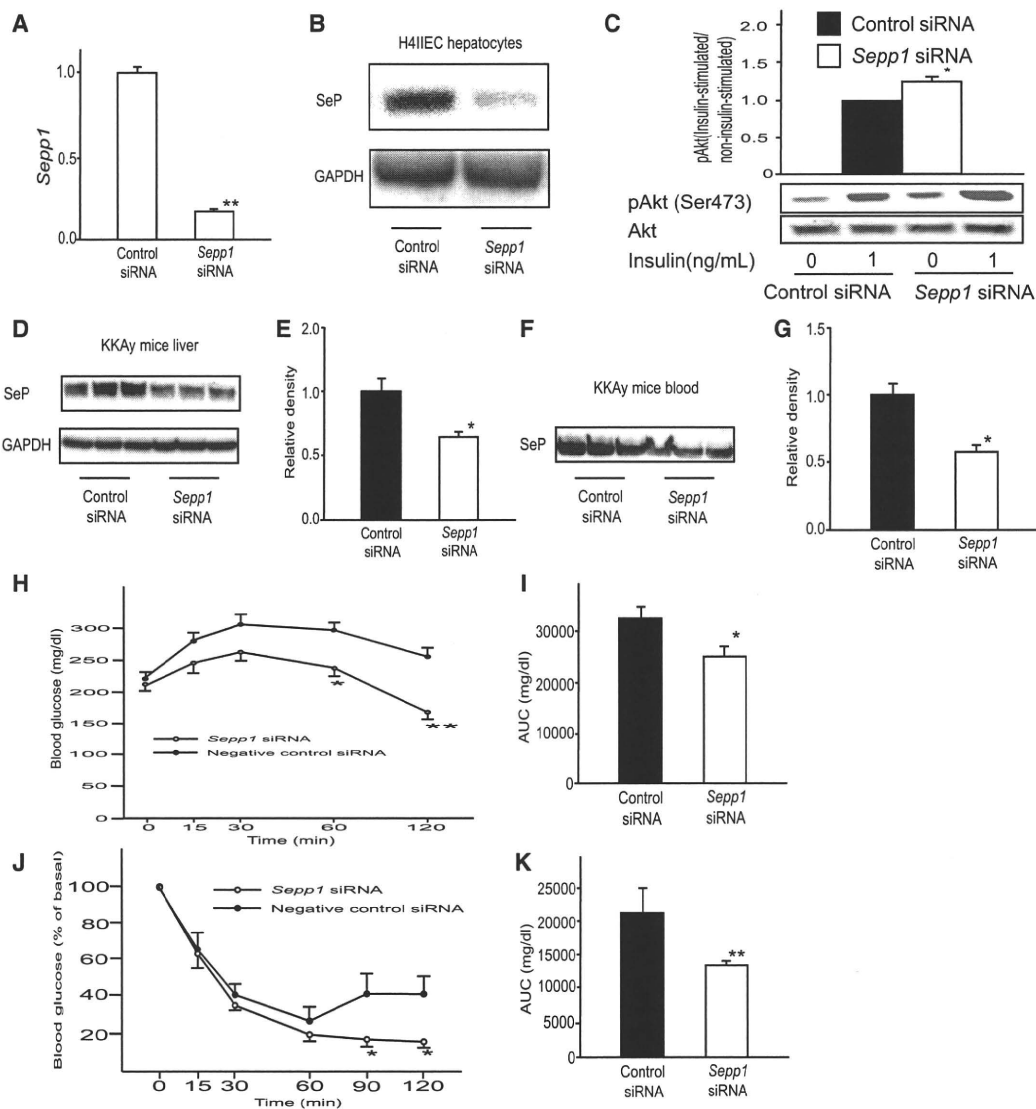 A
Sepp1
1.0
0.5
0.0
**
Control
siRNA
Sepp1
siRNA
B
H4IIEC hepatocytes
SeP
GAPDH
Control
siRNA
Sepp1
siRNA
C
pAkt(Insulin-stimulated/
non-insulin-stimulated)
2.0
1.5
1.0
0.5
0
Control siRNA
Sepp1 siRNA
*
pAkt (Ser473)
Akt
Insulin(ng/mL)
0 1 0 1
Control siRNA Sepp1 siRNA
D
KKAy mice liver
SeP
GAPDH
Control
siRNA
Sepp1
siRNA
E
Relative density
2.0
1.0
0.5
0.0
*
Control
siRNA
Sepp1
siRNA
F
KKAy mice blood
SeP
Control
siRNA
Sepp1
siRNA
G
Relative density
1.5
1.0
0.5
0.0
*
Control
siRNA
Sepp1
siRNA
H
Blood glucose (mg/dl)
300
250
200
150
100
50
0
Sepp1 siRNA
Negative control siRNA
*
**
0 15 30 60 120
Time (min)
I
AUC (mg/dl)
30000
20000
10000
0
*
Control
siRNA
Sepp1
siRNA
J
Blood glucose (% of basal)
100
80
60
40
20
Sepp1 siRNA
Negative control siRNA
* *
0 15 30 60 90 120
Time (min)
K
AUC (mg/dl)
25000
20000
15000
10000
5000
0
**
Control
siRNA
Sepp1
siRNA